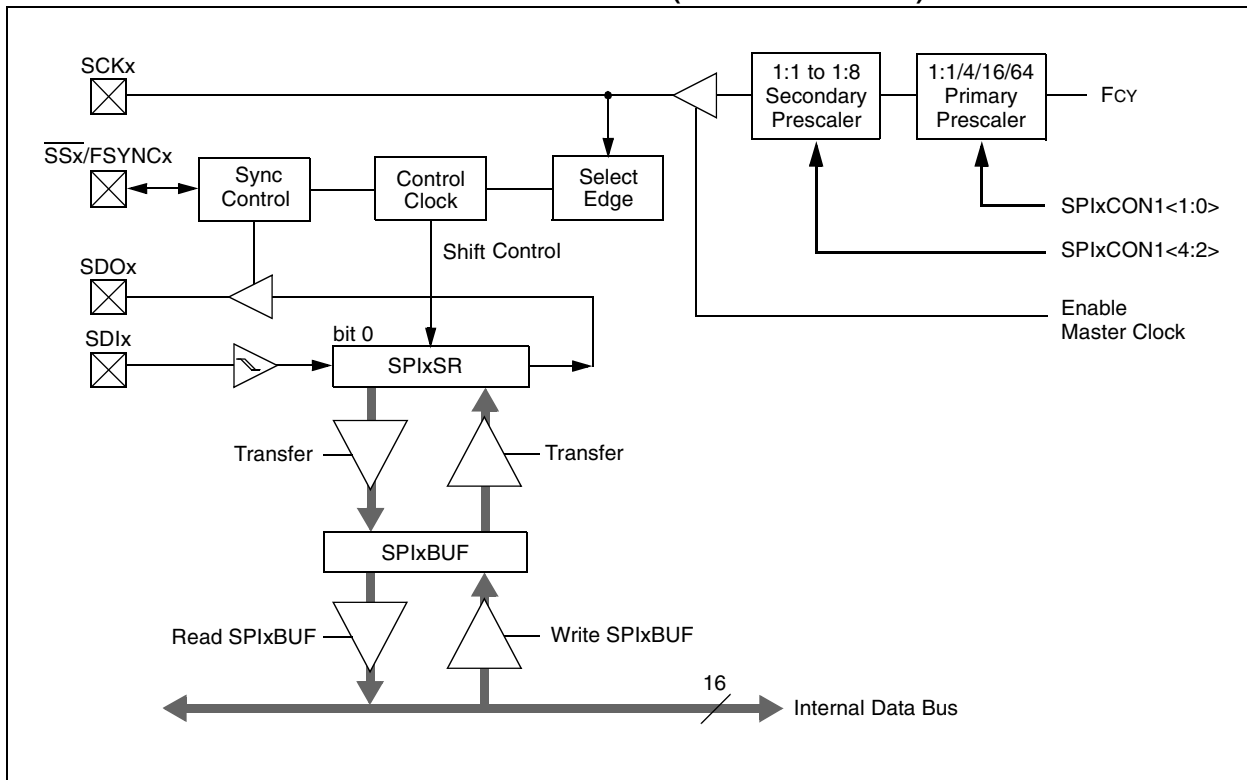 SCKx
1:1 to 1:8
Secondary
Prescaler
1:1/4/16/64
Primary
Prescaler
FCY
SSx/FSYNCx
Sync
Control
Control
Clock
Select
Edge
SPIxCON1<1:0>
Shift Control
SPIxCON1<4:2>
SDOx
Enable
Master Clock
SDIx
bit 0
SPIxSR
Transfer
Transfer
SPIxBUF
Read SPIxBUF
Write SPIxBUF
16
Internal Data Bus